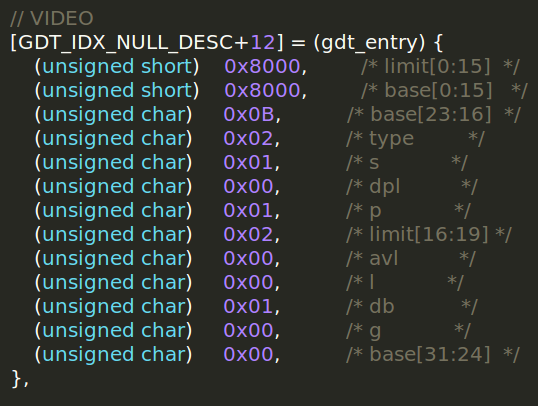 // VIDEO
[GDT_IDX_NULL_DESC+12] = (gdt_entry) {
    (unsigned short)    0x8000,        /* limit[0:15]  */
    (unsigned short)    0x8000,        /* base[0:15]   */
    (unsigned char)     0x0B,          /* base[23:16]  */
    (unsigned char)     0x02,          /* type         */
    (unsigned char)     0x01,          /* s            */
    (unsigned char)     0x00,          /* dpl          */
    (unsigned char)     0x01,          /* p            */
    (unsigned char)     0x02,          /* limit[16:19] */
    (unsigned char)     0x00,          /* avl          */
    (unsigned char)     0x00,          /* l            */
    (unsigned char)     0x01,          /* db           */
    (unsigned char)     0x00,          /* g            */
    (unsigned char)     0x00,          /* base[31:24]  */
},